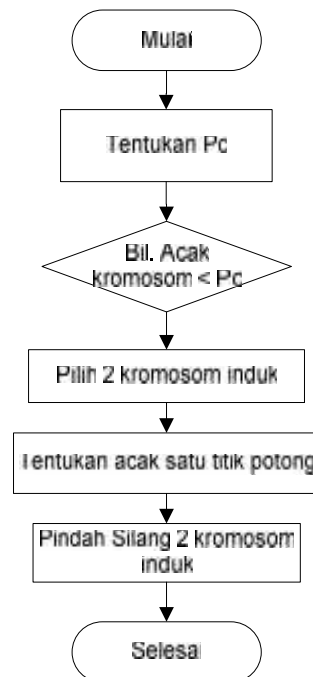 Mulai
Tentukan Pc
Bil. Acak
kromosom < Pc
Pilih 2 kromosom induk
Tentukan acak satu titik potong
Pindah Silang 2 kromosom
induk
Selesai